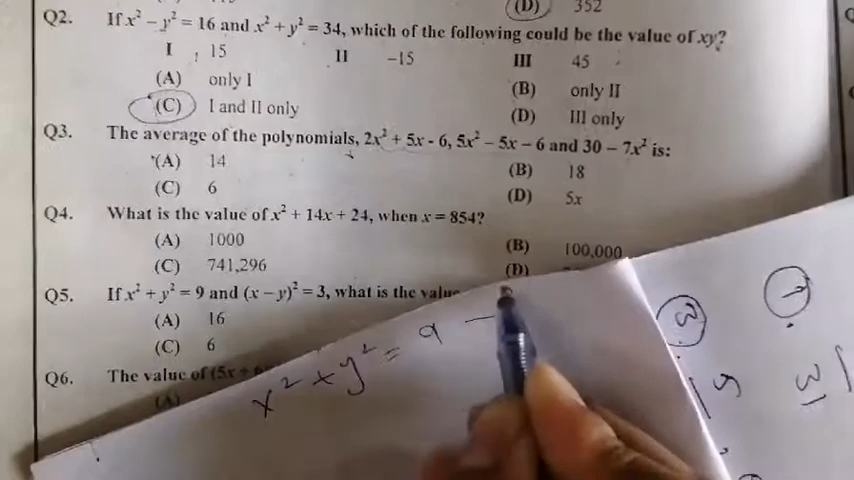 (D) 352
Q2. If x² – y² = 16 and x² + y² = 34, which of the following could be the value of xy?
I 15 II –15 III 45
(A) only I (B) only II
(C) I and II only (D) III only
Q3. The average of the polynomials, 2x² + 5x - 6, 5x² – 5x – 6 and 30 – 7x² is:
(A) 14 (B) 18
(C) 6 (D) 5x
Q4. What is the value of x² + 14x + 24, when x = 854?
(A) 1000 (B) 100,000
(C) 741,296 (D)
Q5. If x² + y² = 9 and (x – y)² = 3, what is the value
(A) 16
(C) 6
Q6. The value of (5x +
(A)
x² + y² = 9 –